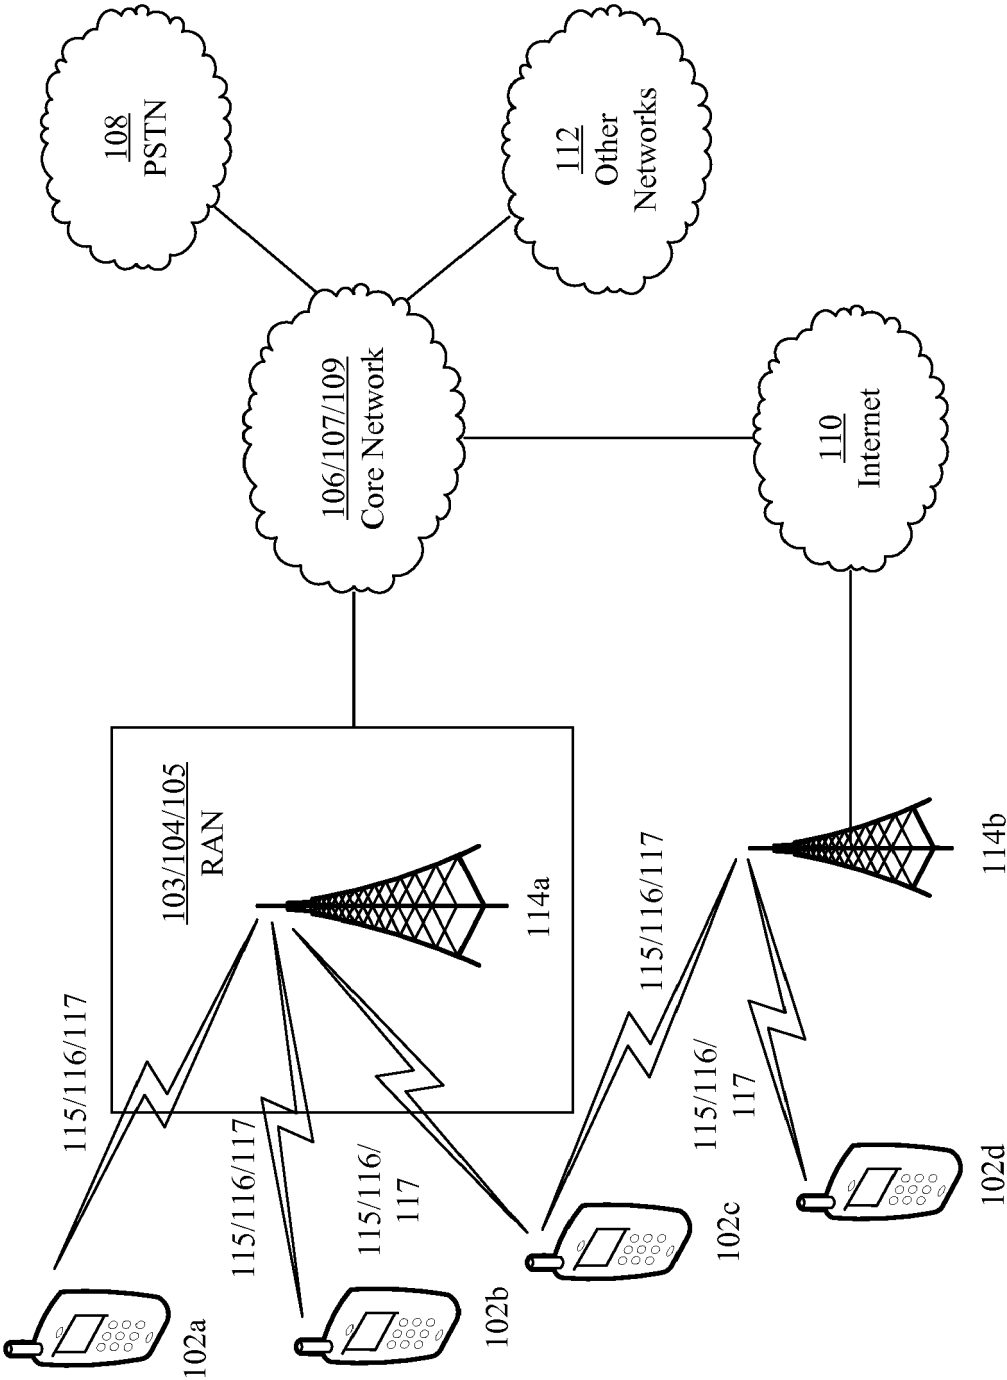 108
PSTN
112
Other
Networks
106/107/109
Core Network
110
Internet
103/104/105
RAN
114a
114b
115/116/117
115/116/117
115/116/
117
115/116/117
115/116/
117
102a
102b
102c
102d